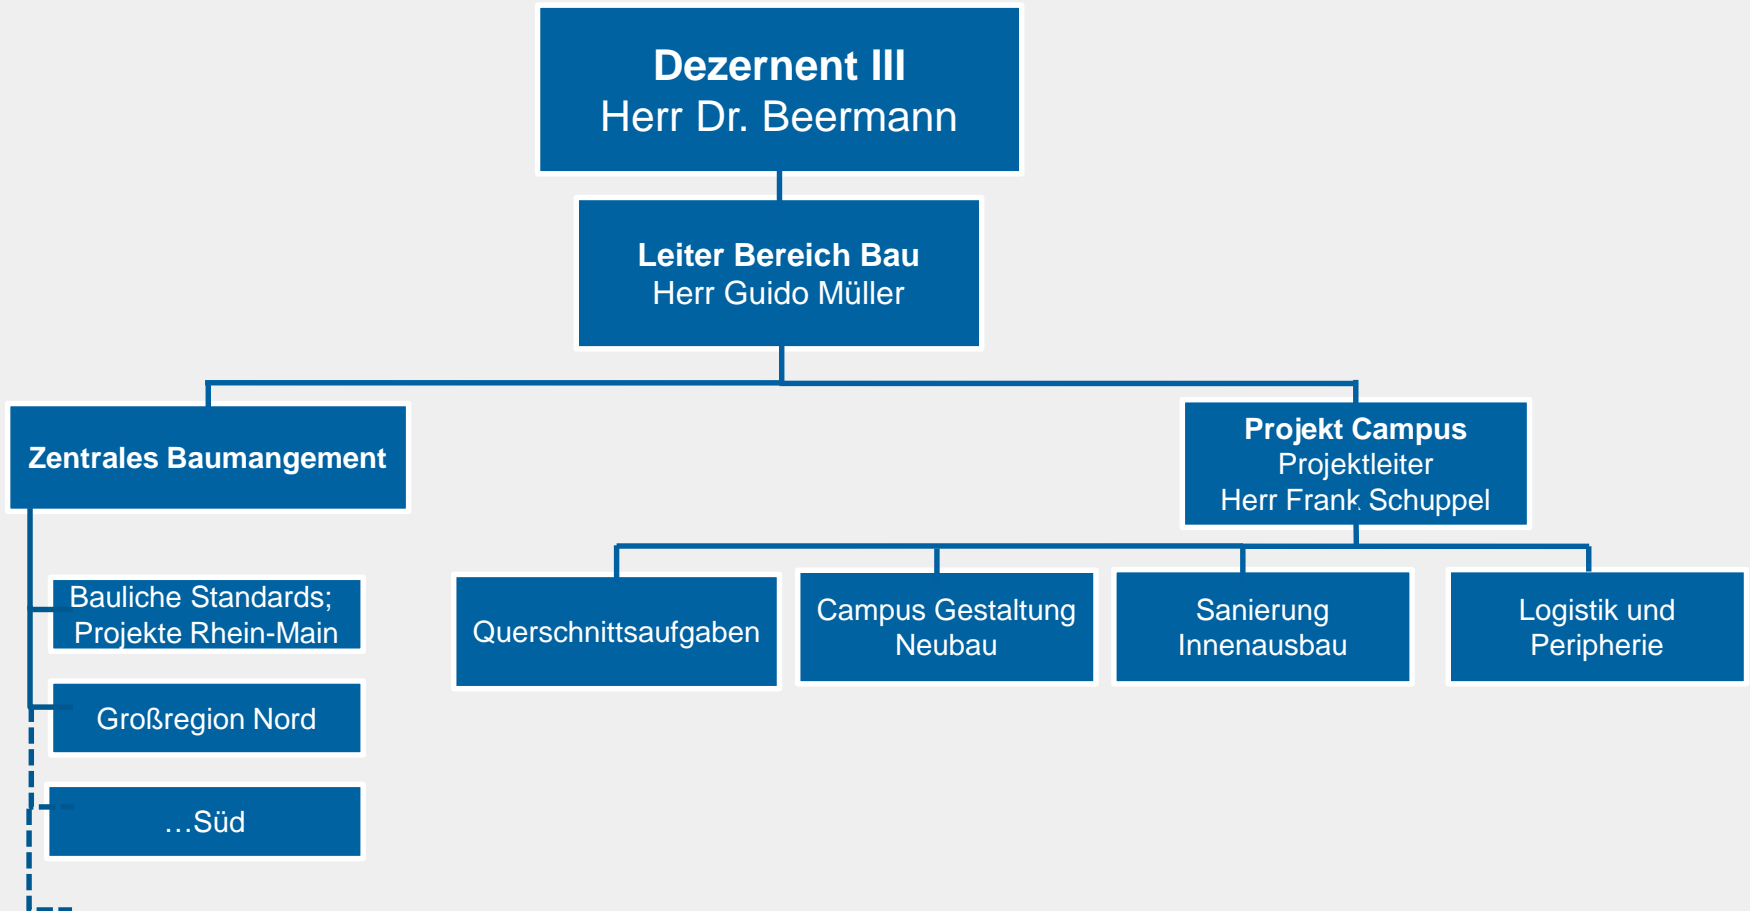 Dezernent III
Herr Dr. Beermann
Leiter Bereich Bau
Herr Guido Müller
Zentrales Baumangement
Projekt Campus
Projektleiter
Herr Frank Schuppel
Bauliche Standards;
Projekte Rhein-Main
Großregion Nord
…Süd
Querschnittsaufgaben
Campus Gestaltung
Neubau
Sanierung
Innenausbau
Logistik und
Peripherie